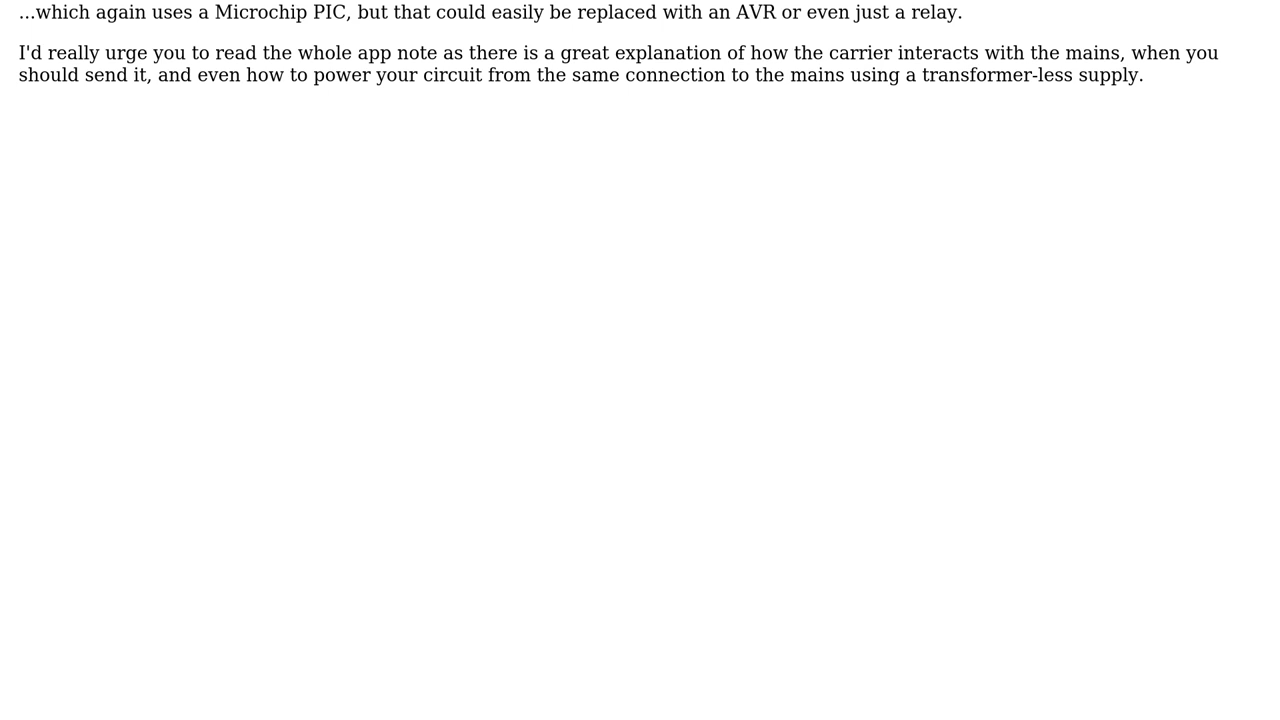 ...which again uses a Microchip PIC, but that could easily be replaced with an AVR or even just a relay.
I'd really urge you to read the whole app note as there is a great explanation of how the carrier interacts with the mains, when you
should send it, and even how to power your circuit from the same connection to the mains using a transformer-less supply.